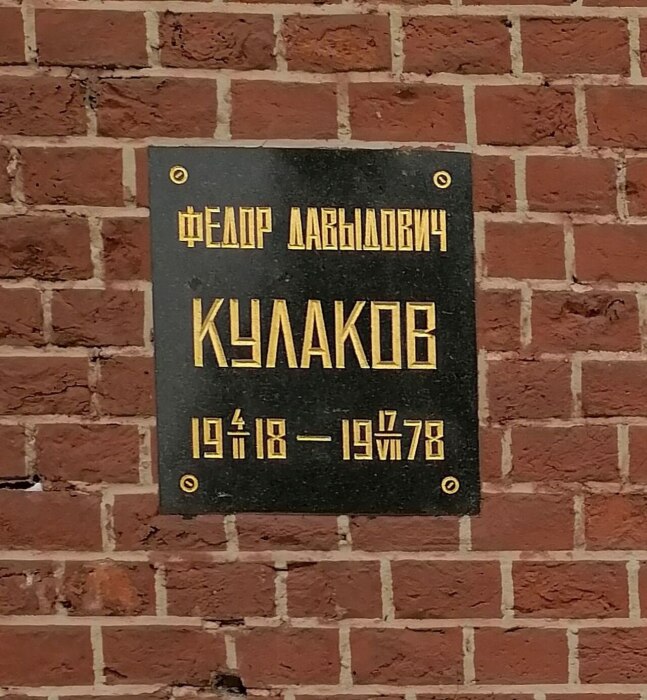 ФЕДОР ДАВЫДОВИЧ
КУЛАКОВ
19 4/II 18 — 19 17/VII 78